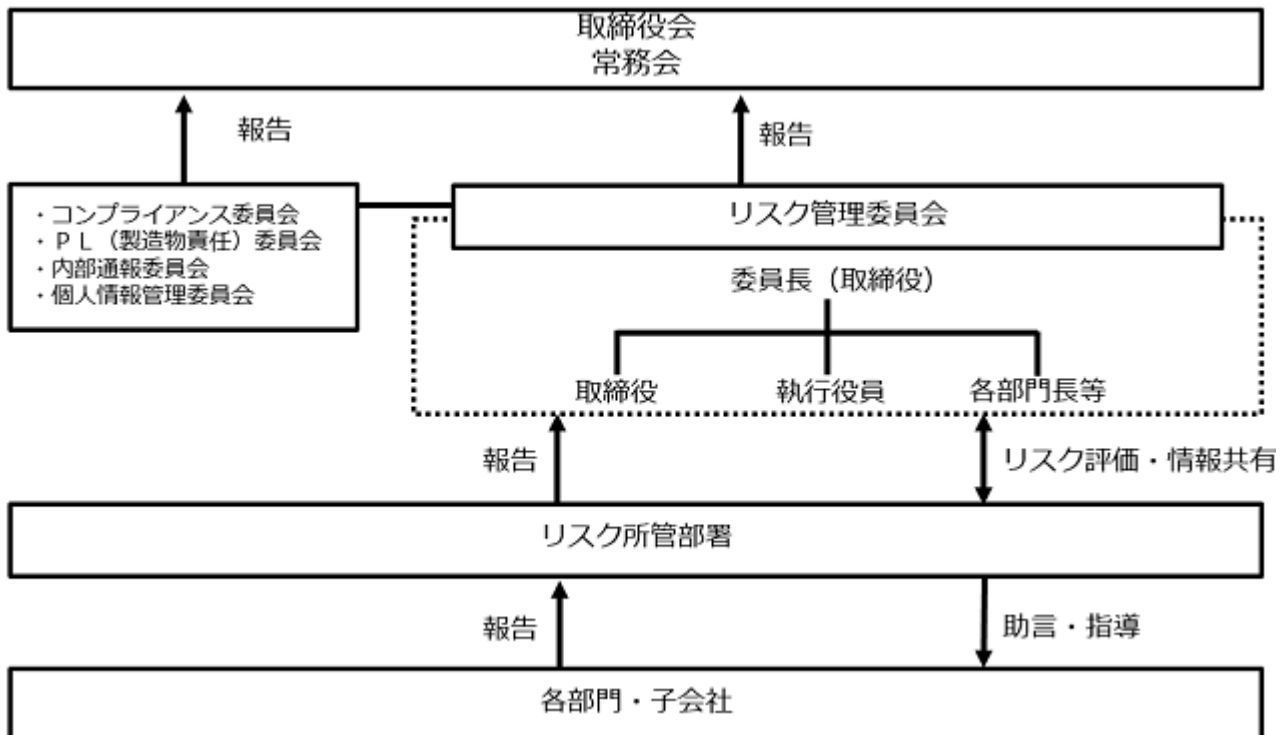 取締役会
常務会
報告
報告
・コンプライアンス委員会
・ＰＬ（製造物責任）委員会
・内部通報委員会
・個人情報管理委員会
リスク管理委員会
委員長（取締役）
取締役
執行役員
各部門長等
報告
リスク評価・情報共有
リスク所管部署
報告
助言・指導
各部門・子会社